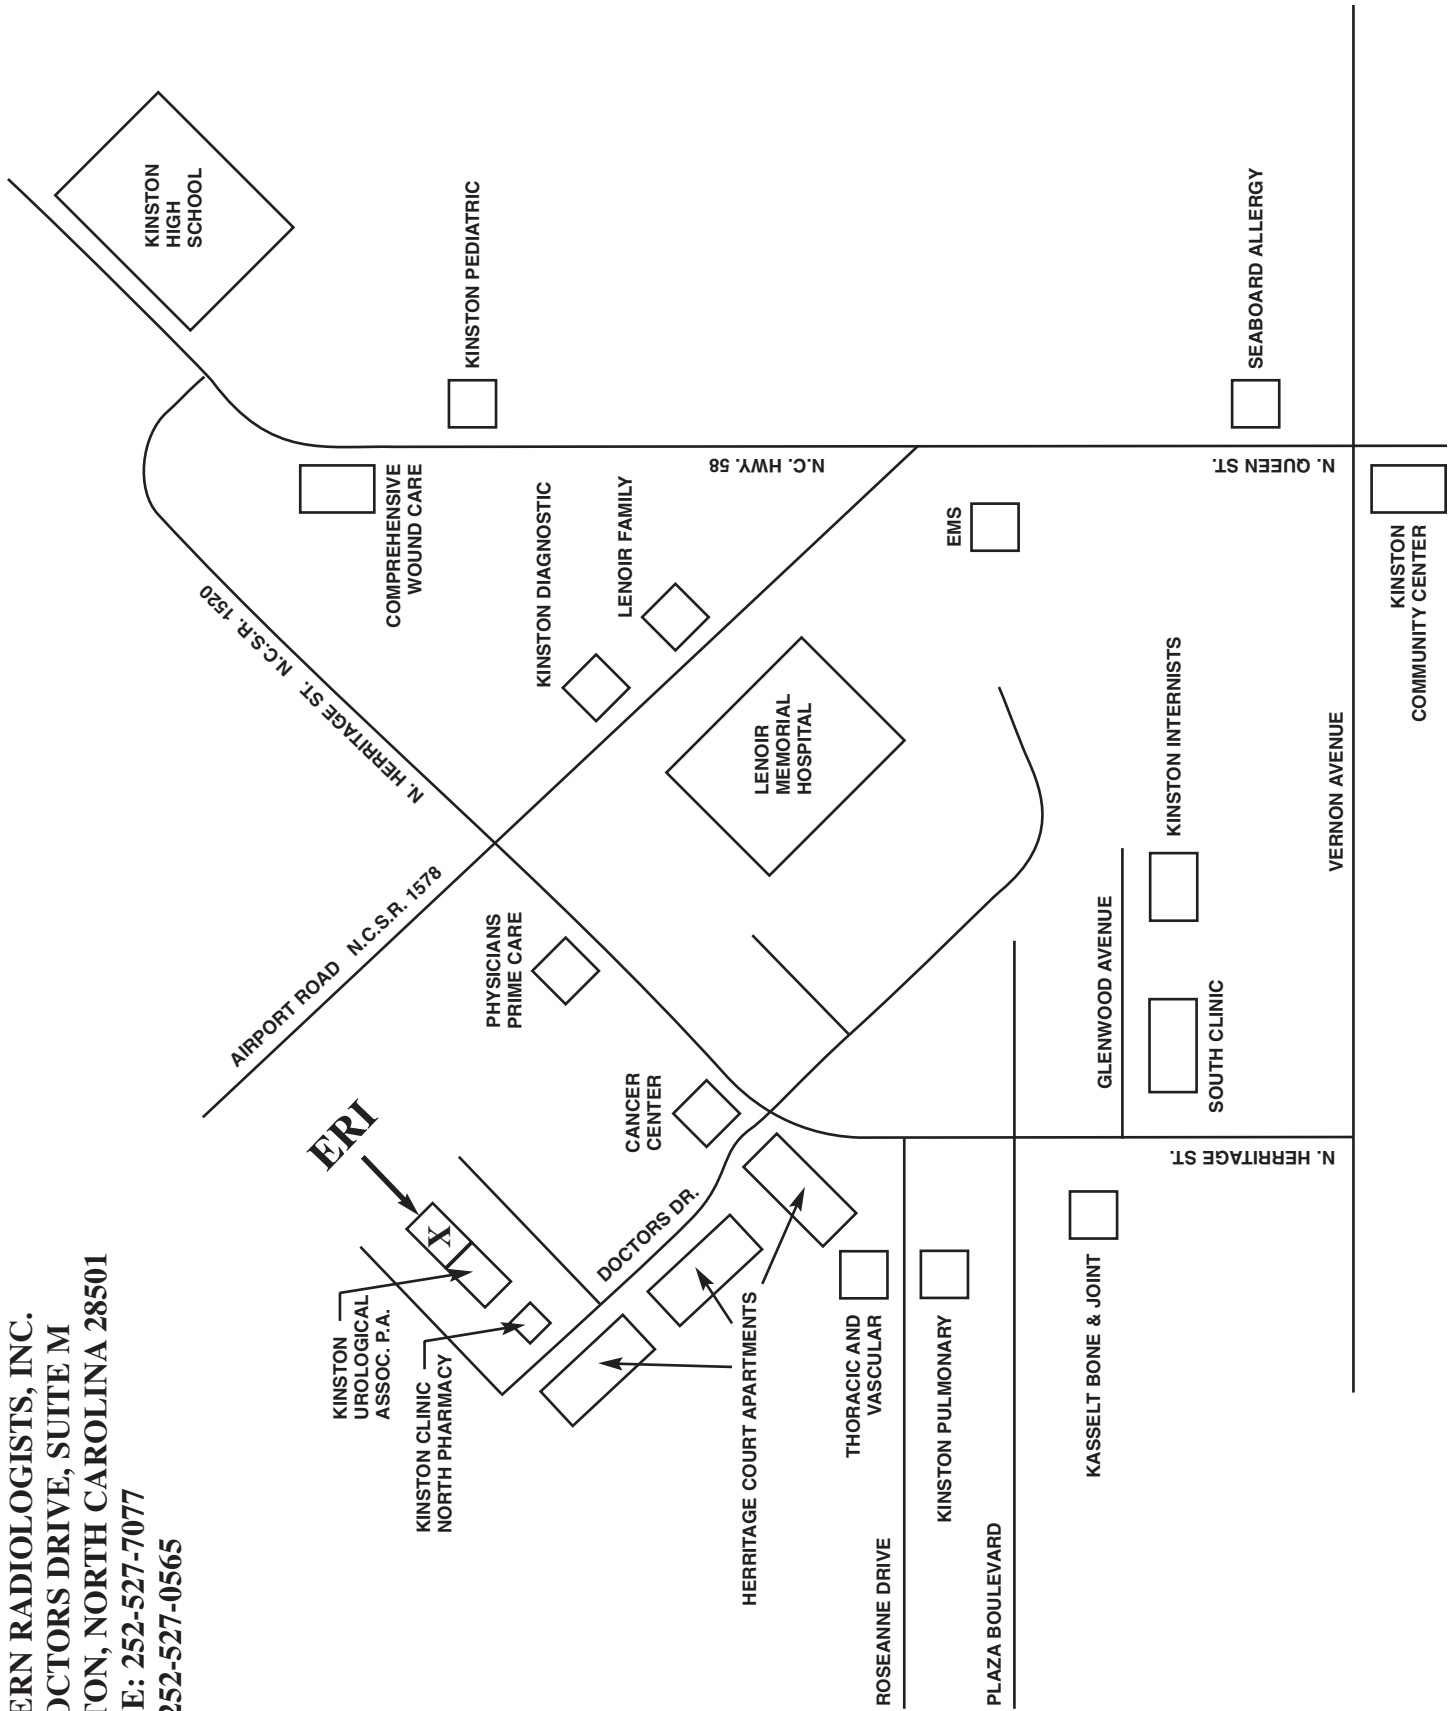 ERN RADIOLOGISTS, INC.
OCTORS DRIVE, SUITE M
TON, NORTH CAROLINA 28501
E: 252-527-7077
252-527-0565
ERI
X
KINSTON
UROLOGICAL
ASSOC. P.A.
KINSTON CLINIC
NORTH PHARMACY
AIRPORT ROAD N.C.S.R. 1578
N. HERRITAGE ST. N.C.S.R. 1520
KINSTON
HIGH
SCHOOL
KINSTON PEDIATRIC
COMPREHENSIVE
WOUND CARE
KINSTON DIAGNOSTIC
LENOIR FAMILY
N.C. HWY. 58
PHYSICIANS
PRIME CARE
CANCER
CENTER
DOCTORS DR.
HERRITAGE COURT APARTMENTS
LENOIR
MEMORIAL
HOSPITAL
EMS
THORACIC AND
VASCULAR
ROSEANNE DRIVE
KINSTON PULMONARY
PLAZA BOULEVARD
KASSELT BONE & JOINT
GLENWOOD AVENUE
SOUTH CLINIC
KINSTON INTERNISTS
N. HERRITAGE ST.
SEABOARD ALLERGY
N. QUEEN ST.
VERNON AVENUE
KINSTON
COMMUNITY CENTER